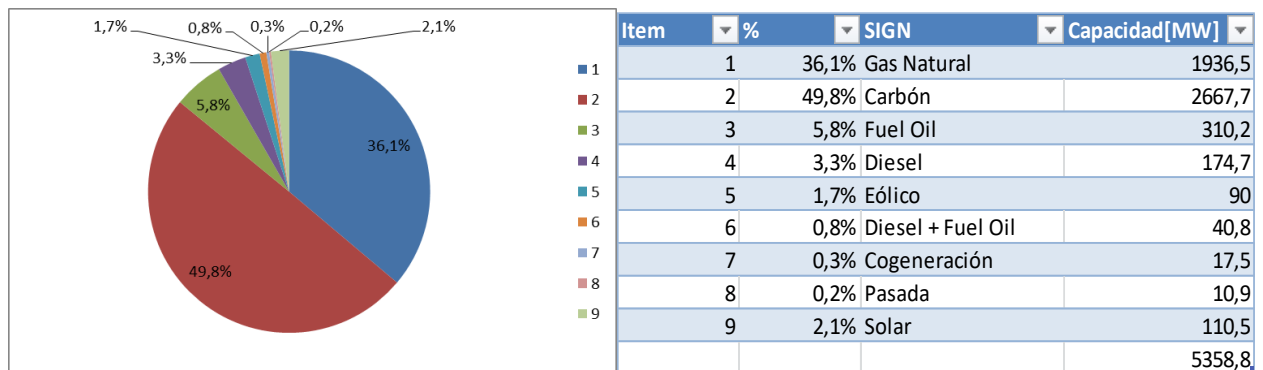 1,7%
0,8%
0,3%
0,2%
2,1%
3,3%
5,8%
36,1%
49,8%
1
2
3
4
5
6
7
8
9
Item % SIGN Capacidad[MW]
1 36,1% Gas Natural 1936,5
2 49,8% Carbón 2667,7
3 5,8% Fuel Oil 310,2
4 3,3% Diesel 174,7
5 1,7% Eólico 90
6 0,8% Diesel + Fuel Oil 40,8
7 0,3% Cogeneración 17,5
8 0,2% Pasada 10,9
9 2,1% Solar 110,5
5358,8